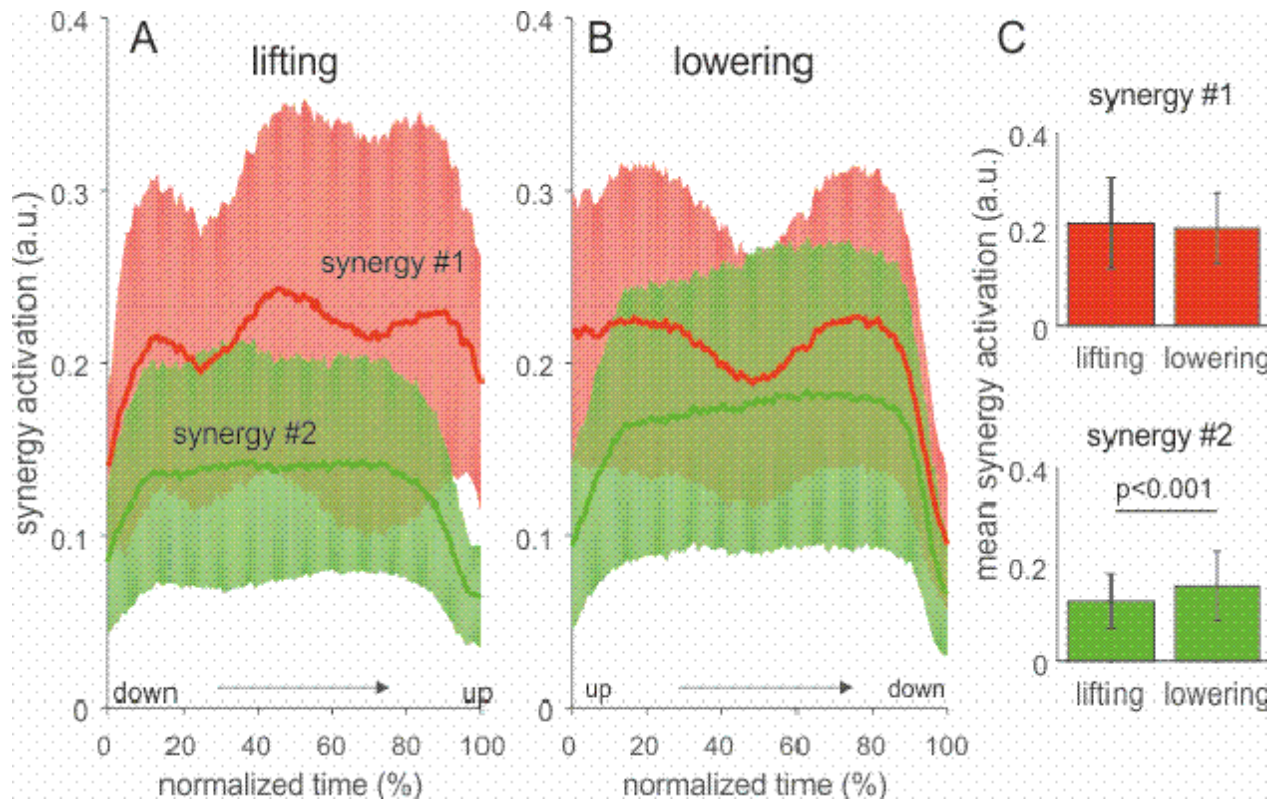 A
lifting
synergy activation (a.u.)
0.4
0.3
0.2
0.1
0
synergy #1
synergy #2
down
up
0 20 40 60 80 100
normalized time (%)
B
lowering
0.4
0.3
0.2
0.1
0
up
down
0 20 40 60 80 100
normalized time (%)
C
mean synergy activation (a.u.)
synergy #1
0.4
0.2
0
lifting lowering
synergy #2
0.4
p<0.001
0.2
0
lifting lowering